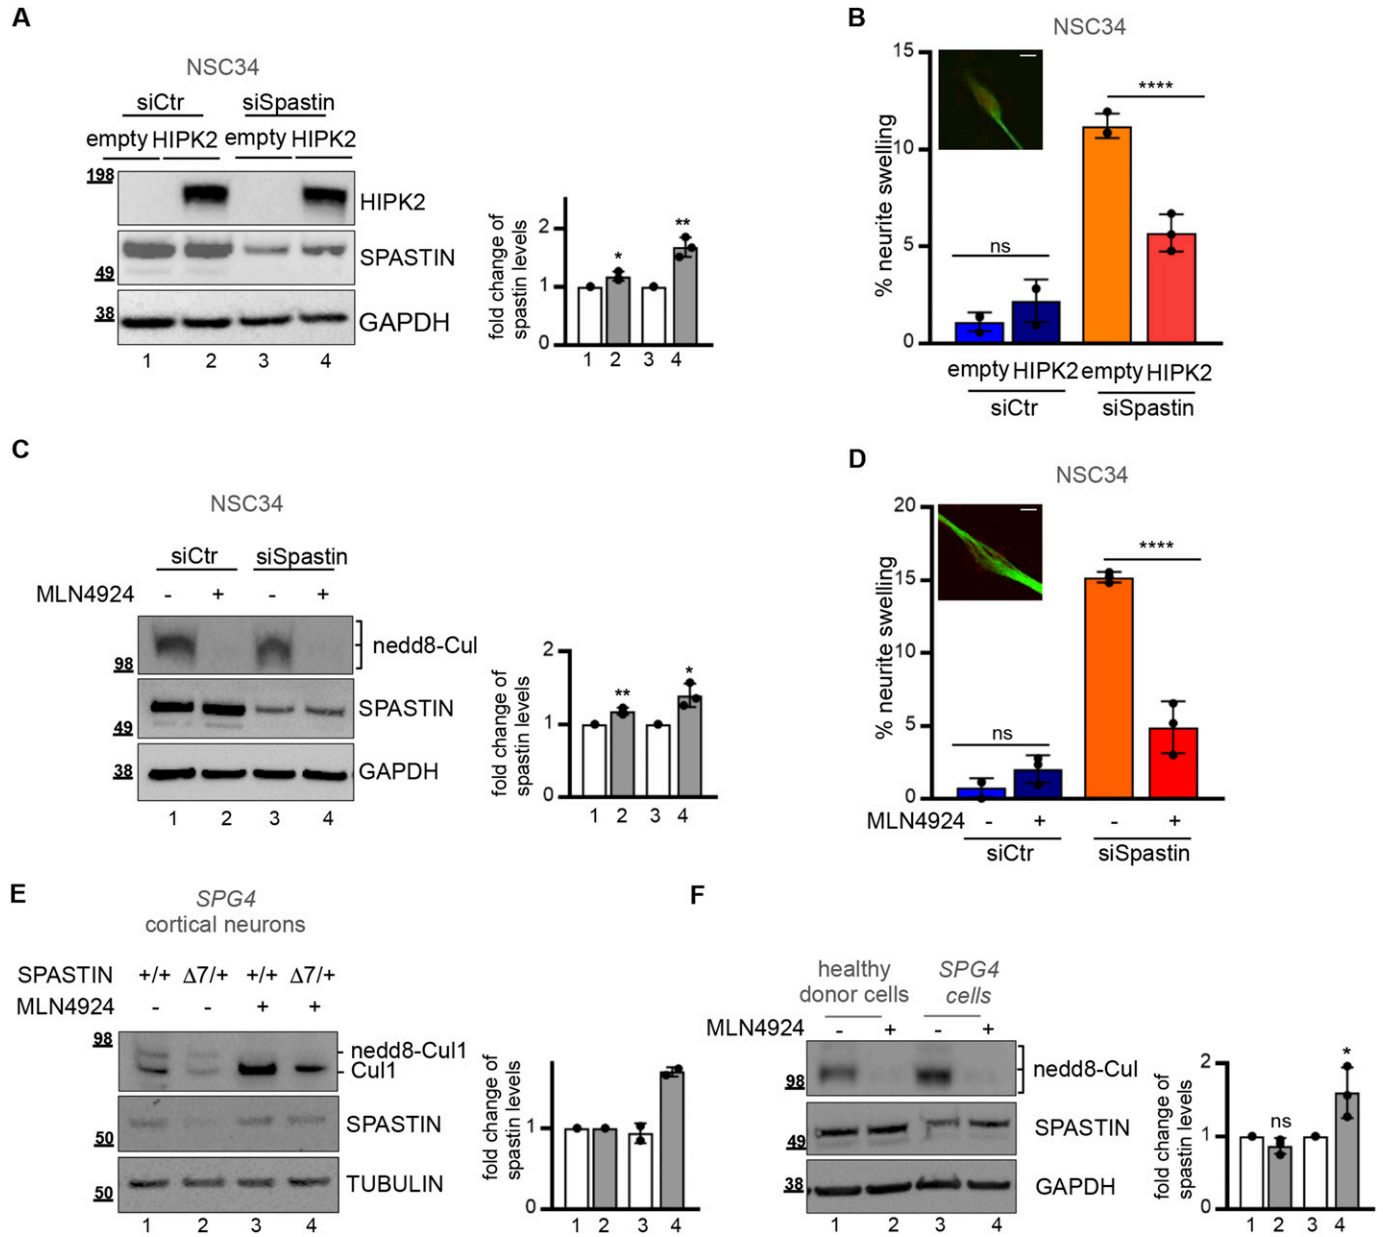 A
NSC34
siCtr siSpastin
empty HIPK2 empty HIPK2
198
HIPK2
SPASTIN
49
38
GAPDH
1 2 3 4
fold change of
spastin levels
2
1
0
* **
1 2 3 4
B
NSC34
% neurite swelling
15
10
5
0
ns
****
empty HIPK2 empty HIPK2
siCtr siSpastin
C
NSC34
siCtr siSpastin
MLN4924 - + - +
nedd8-Cul
98
SPASTIN
49
38
GAPDH
1 2 3 4
fold change of
spastin levels
2
1
0
** *
1 2 3 4
D
NSC34
% neurite swelling
20
15
10
5
0
ns
****
MLN4924 - + - +
siCtr siSpastin
E
SPG4
cortical neurons
SPASTIN +/+ Δ7/+ +/+ Δ7/+
MLN4924 - - + +
98
nedd8-Cul1
Cul1
SPASTIN
50
TUBULIN
50
1 2 3 4
fold change of
spastin levels
1
0
1 2 3 4
F
healthy
donor cells
SPG4
cells
MLN4924 - + - +
nedd8-Cul
98
SPASTIN
49
38
GAPDH
1 2 3 4
fold change of
spastin levels
2
1
0
ns *
1 2 3 4